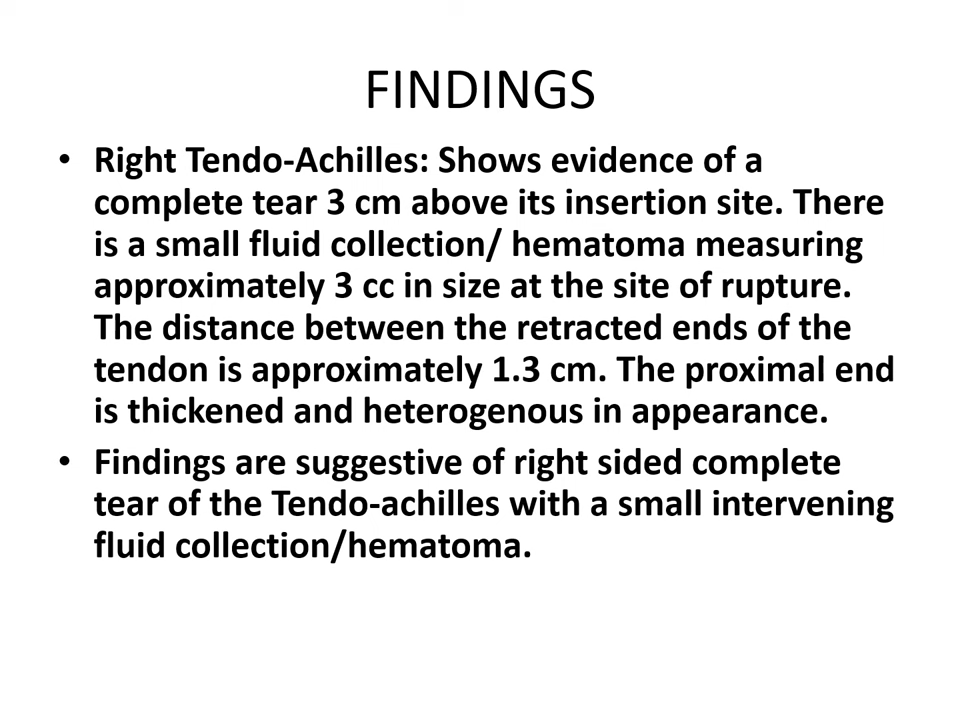 FINDINGS
• Right Tendo-Achilles: Shows evidence of a
complete tear 3 cm above its insertion site. There
is a small fluid collection/ hematoma measuring
approximately 3 cc in size at the site of rupture.
The distance between the retracted ends of the
tendon is approximately 1.3 cm. The proximal end
is thickened and heterogenous in appearance.
• Findings are suggestive of right sided complete
tear of the Tendo-achilles with a small intervening
fluid collection/hematoma.